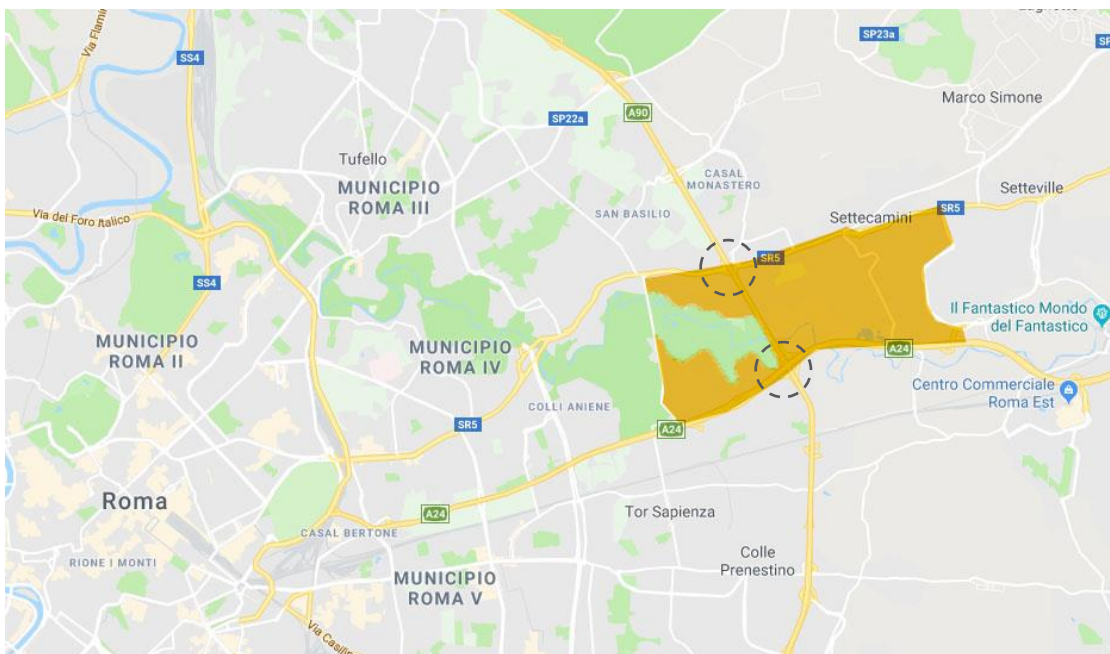 SP23a
SS4
Via Flamin
Marco Simone
A90
SP22a
Tufello
CASAL
MONASTERO
MUNICIPIO
ROMA III
Setteville
SAN BASILIO
Settecamini
SR5
Via del Foro Italico
SR5
SS4
Il Fantastico Mondo
del Fantastico
MUNICIPIO
ROMA II
MUNICIPIO
ROMA IV
A24
Centro Commerciale
Roma Est
COLLI ANIENE
SR5
A24
Roma
A24
Tor Sapienza
CASAL BERTONE
Colle
Prenestino
RIONE I MONTI
MUNICIPIO
ROMA V
Via Casilin